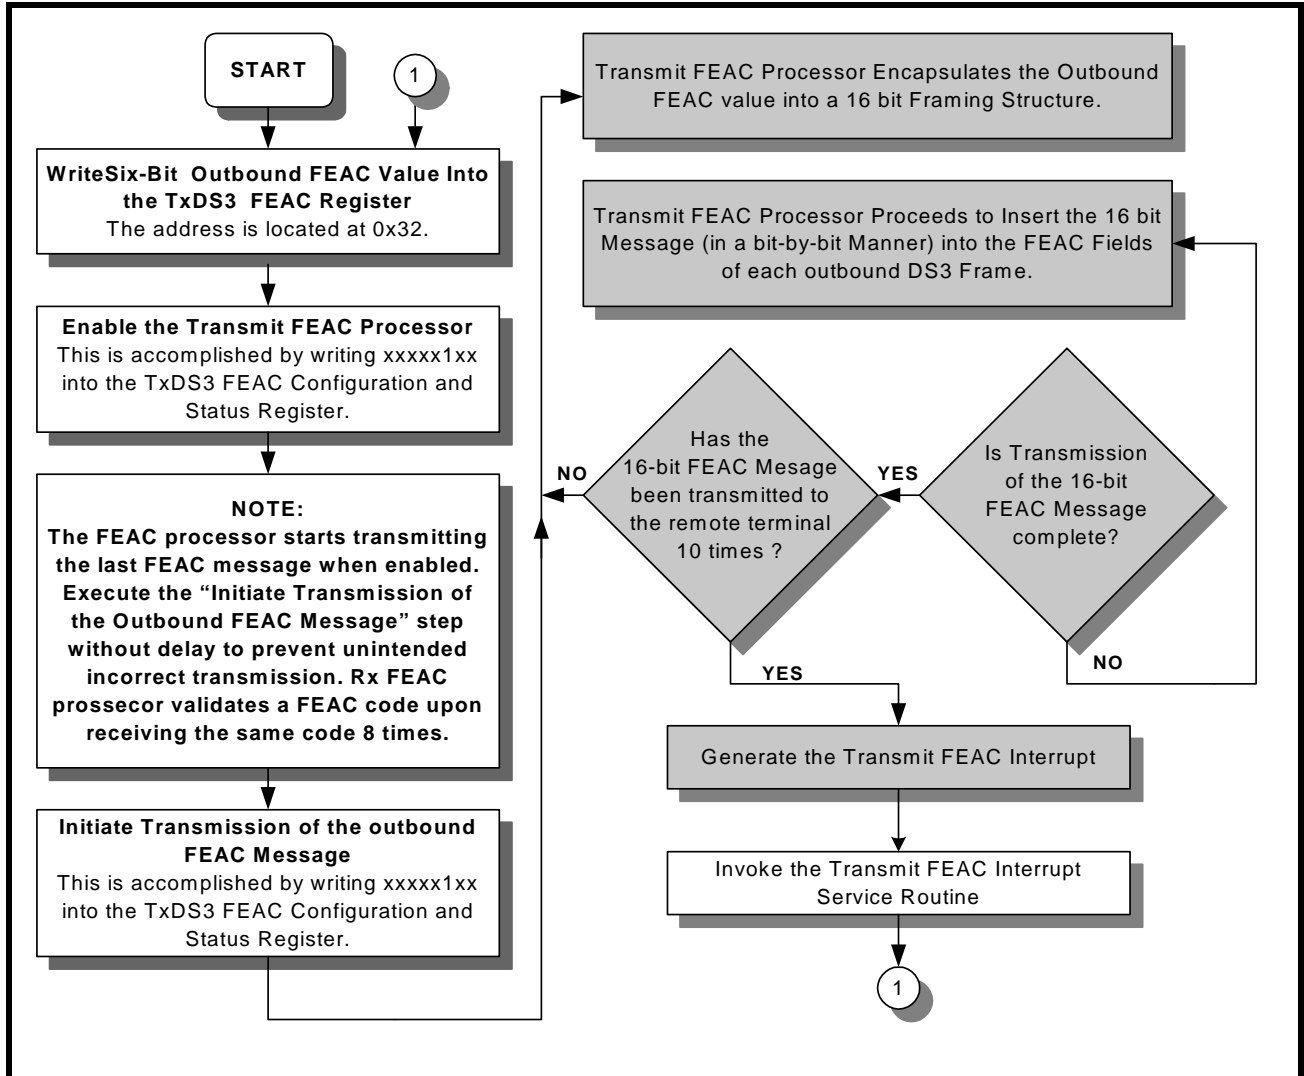 START
1
WriteSix-Bit Outbound FEAC Value Into
the TxDS3 FEAC Register
The address is located at 0x32.
Enable the Transmit FEAC Processor
This is accomplished by writing xxxxx1xx
into the TxDS3 FEAC Configuration and
Status Register.
NOTE:
The FEAC processor starts transmitting
the last FEAC message when enabled.
Execute the “Initiate Transmission of
the Outbound FEAC Message” step
without delay to prevent unintended
incorrect transmission. Rx FEAC
prossecor validates a FEAC code upon
receiving the same code 8 times.
Initiate Transmission of the outbound
FEAC Message
This is accomplished by writing xxxxx1xx
into the TxDS3 FEAC Configuration and
Status Register.
Transmit FEAC Processor Encapsulates the Outbound
FEAC value into a 16 bit Framing Structure.
Transmit FEAC Processor Proceeds to Insert the 16 bit
Message (in a bit-by-bit Manner) into the FEAC Fields
of each outbound DS3 Frame.
Is Transmission
of the 16-bit
FEAC Message
complete?
NO
YES
Has the
16-bit FEAC Message
been transmitted to
the remote terminal
10 times ?
NO
YES
Generate the Transmit FEAC Interrupt
Invoke the Transmit FEAC Interrupt
Service Routine
1